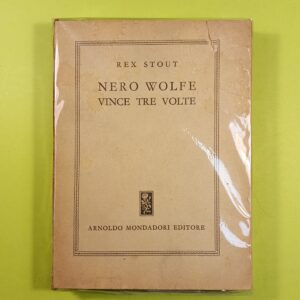 REX STOUT
NERO WOLFE
VINCE TRE VOLTE
ARNOLDO MONDADORI EDITORE